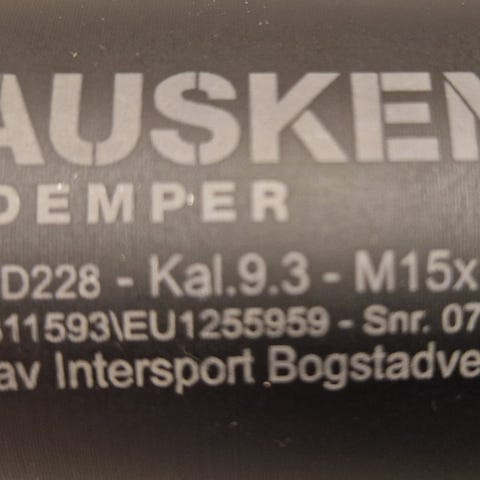 AUSKEN
DEMPER
D228 - Kal.9.3 - M15x
11593\EU1255959 - Snr. 07
av Intersport Bogstadve